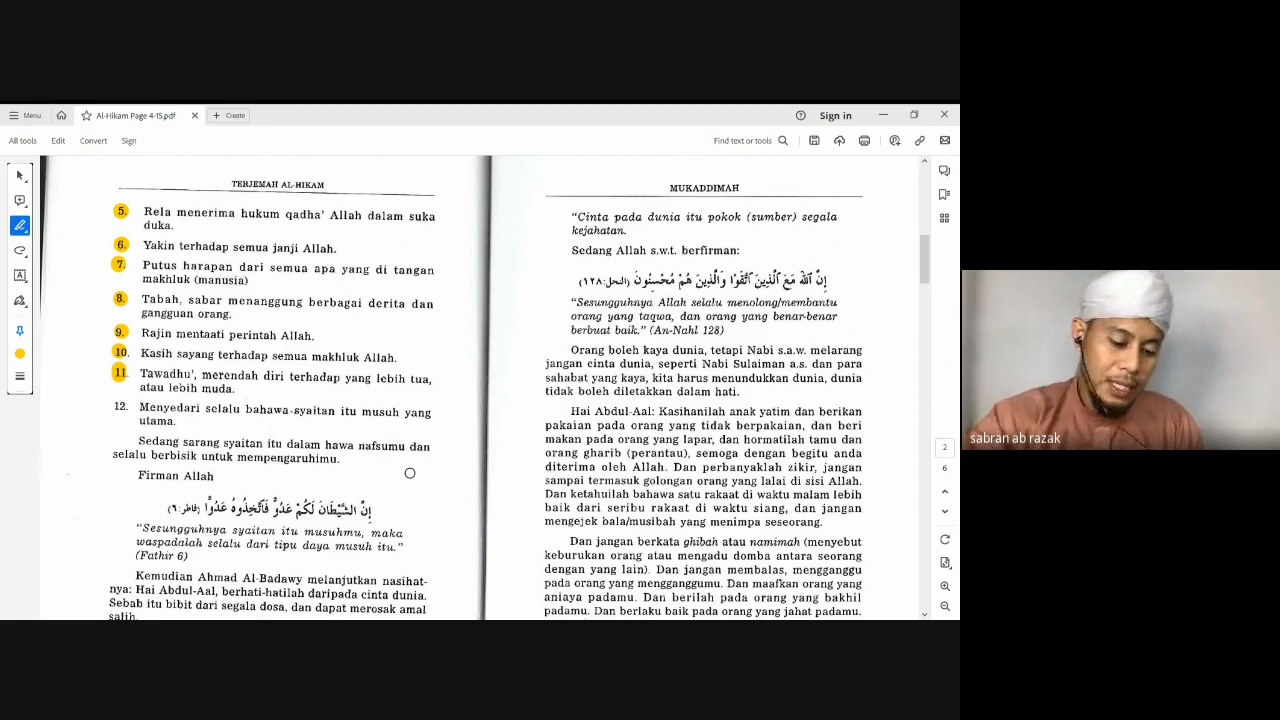 Menu
Al-Hikam Page 4-15.pdf
Create
Sign in
All tools
Edit
Convert
Sign
Find text or tools
TERJEMAH AL-HIKAM
5. Rela menerima hukum qadha' Allah dalam suka
duka.
6. Yakin terhadap semua janji Allah.
7. Putus harapan dari semua apa yang di tangan
makhluk (manusia)
8. Tabah, sabar menanggung berbagai derita dan
gangguan orang.
9. Rajin mentaati perintah Allah.
10. Kasih sayang terhadap semua makhluk Allah.
11. Tawadhu', merendah diri terhadap yang lebih tua,
atau lebih muda.
12. Menyedari selalu bahawa syaitan itu musuh yang
utama.
Sedang sarang syaitan itu dalam hawa nafsumu dan
selalu berbisik untuk mempengaruhimu.
Firman Allah
إِنَّ الشَّيْطَانَ لَكُمْ عَدُوٌّ فَاتَّخِذُوهُ عَدُوًّا (فاطر:٦)
"Sesungguhnya syaitan itu musuhmu, maka
waspadalah selalu dari tipu daya musuh itu."
(Fathir 6)
Kemudian Ahmad Al-Badawy melanjutkan nasihat-
nya: Hai Abdul-Aal, berhati-hatilah daripada cinta dunia.
Sebab itu bibit dari segala dosa, dan dapat merosak amal
salih.
MUKADDIMAH
"Cinta pada dunia itu pokok (sumber) segala
kejahatan.
Sedang Allah s.w.t. berfirman:
إِنَّ اللهَ مَعَ الَّذِينَ اتَّقَوْا وَالَّذِينَ هُمْ مُحْسِنُونَ (النحل:١٢٨)
"Sesungguhnya Allah selalu menolong/membantu
orang yang taqwa, dan orang yang benar-benar
berbuat baik." (An-Nahl 128)
Orang boleh kaya dunia, tetapi Nabi s.a.w. melarang
jangan cinta dunia, seperti Nabi Sulaiman a.s. dan para
sahabat yang kaya, kita harus menundukkan dunia, dunia
tidak boleh diletakkan dalam hati.
Hai Abdul-Aal: Kasihanilah anak yatim dan berikan
pakaian pada orang yang tidak berpakaian, dan beri
makan pada orang yang lapar, dan hormatilah tamu dan
orang gharib (perantau), semoga dengan begitu anda
diterima oleh Allah. Dan perbanyaklah zikir, jangan
sampai termasuk golongan orang yang lalai di sisi Allah.
Dan ketahuilah bahawa satu rakaat di waktu malam lebih
baik dari seribu rakaat di waktu siang, dan jangan
mengejek bala/musibah yang menimpa seseorang.
Dan jangan berkata ghibah atau namimah (menyebut
keburukan orang atau mengadu domba antara seorang
dengan yang lain). Dan jangan membalas, mengganggu
pada orang yang mengganggumu. Dan maafkan orang yang
aniaya padamu. Dan berilah pada orang yang bakhil
padamu. Dan berlaku baik pada orang yang jahat padamu.
2
6
sabran ab razak